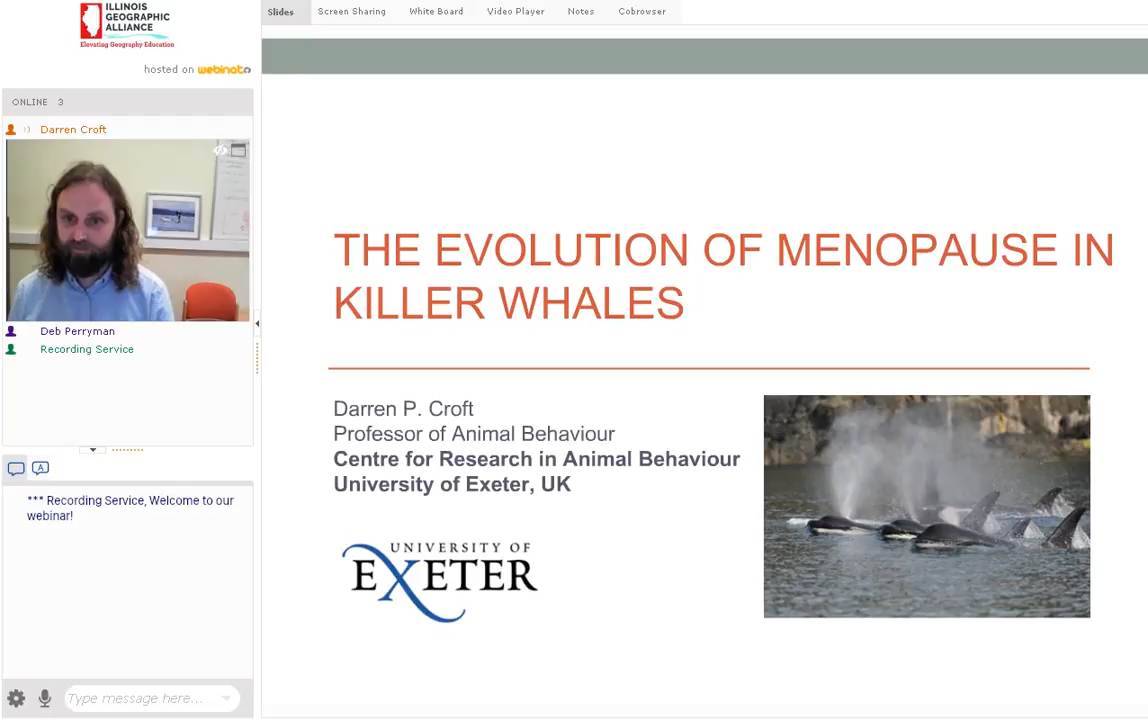 ILLINOIS
GEOGRAPHIC
ALLIANCE
Elevating Geography Education
hosted on webinato
ONLINE 3
Darren Croft
Deb Perryman
Recording Service
*** Recording Service, Welcome to our
webinar!
Type message here...
Slides Screen Sharing White Board Video Player Notes Cobrowser
THE EVOLUTION OF MENOPAUSE IN
KILLER WHALES
Darren P. Croft
Professor of Animal Behaviour
Centre for Research in Animal Behaviour
University of Exeter, UK
UNIVERSITY OF
EXETER